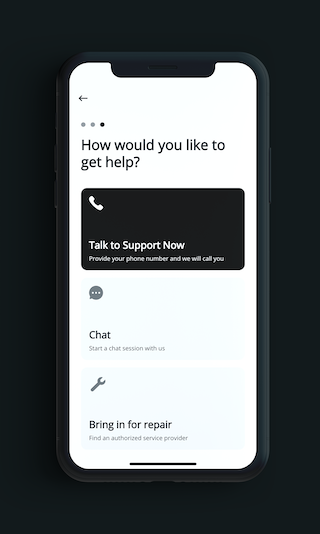 How would you like to
get help?
Talk to Support Now
Provide your phone number and we will call you
Chat
Start a chat session with us
Bring in for repair
Find an authorized service provider